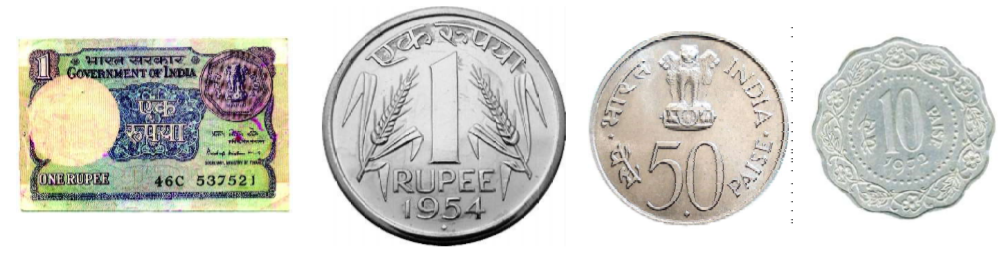 1
भारत सरकार
GOVERNMENT OF INDIA
एक
रुपया
ONE RUPEE
46C 537521
एक रुपया
1
RUPEE
1954
भारत
INDIA
50
पैसे
PAISE
10
पैसे
PAISE